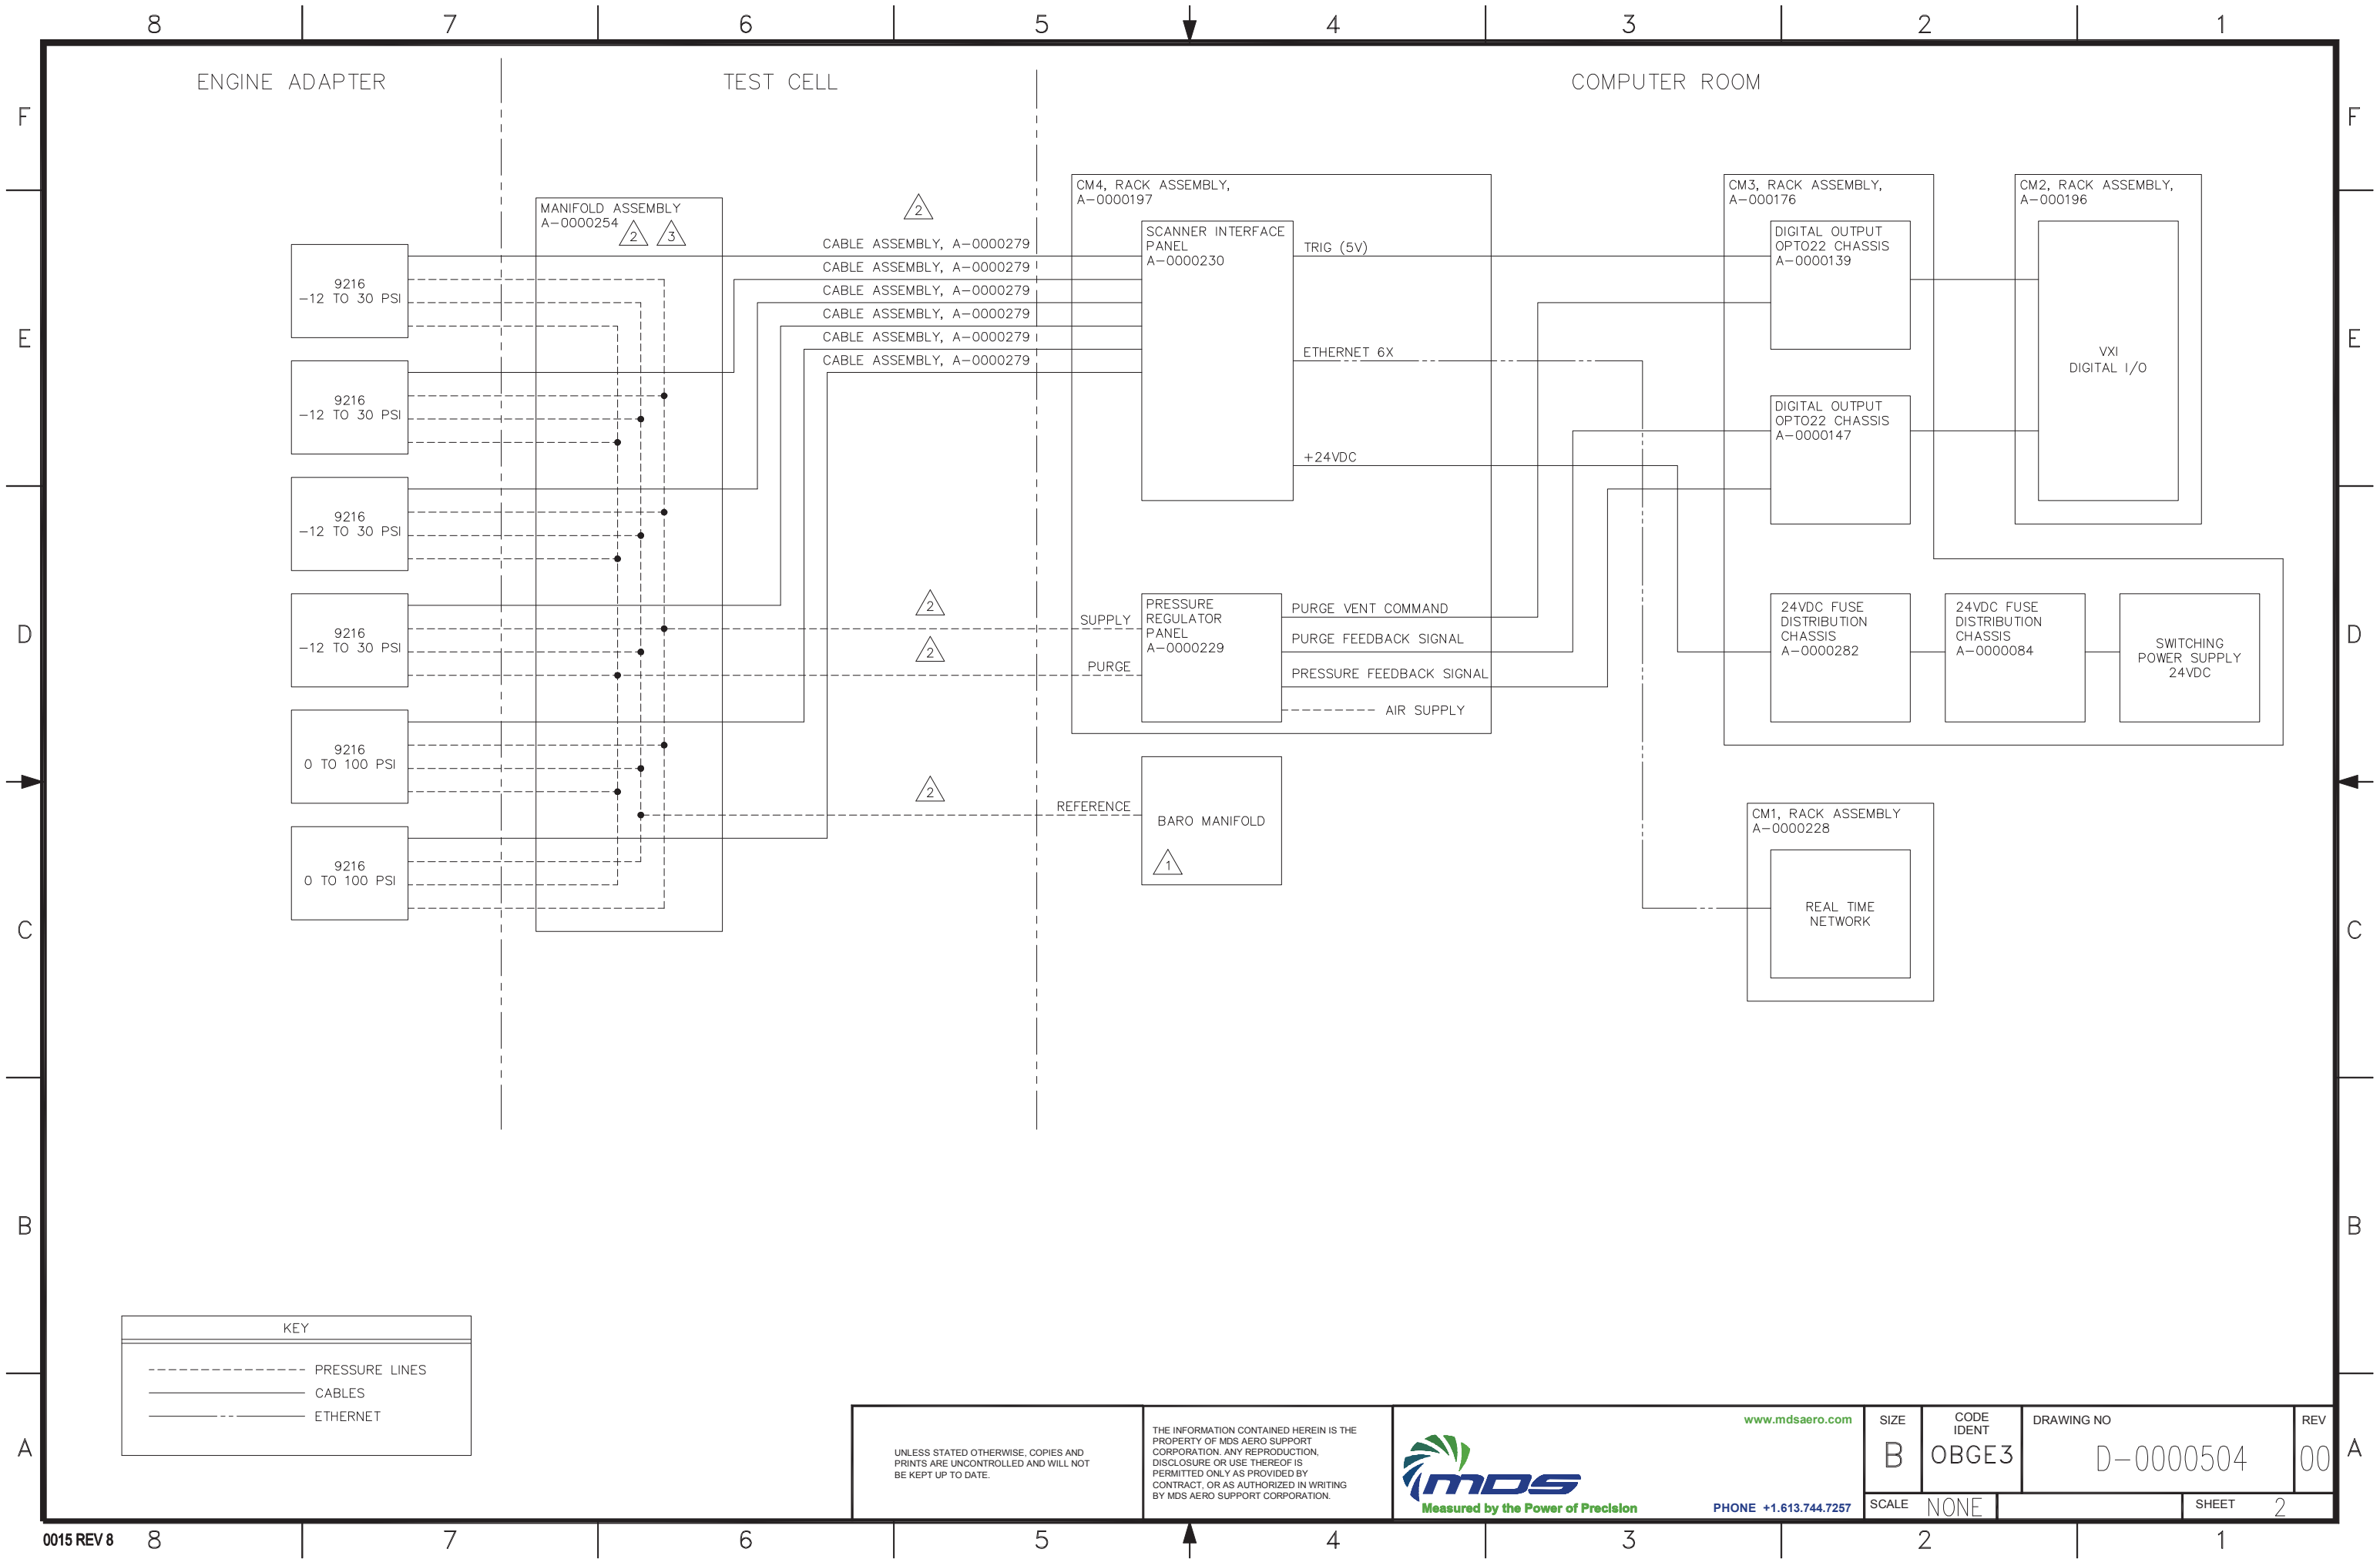 8 7 6 5 4 3 2 1
ENGINE ADAPTER
TEST CELL
COMPUTER ROOM
F
F
E
E
D
D
C
C
B
B
A
A
MANIFOLD ASSEMBLY
A-0000254
2
3
9216
-12 TO 30 PSI
9216
-12 TO 30 PSI
9216
-12 TO 30 PSI
9216
-12 TO 30 PSI
9216
0 TO 100 PSI
9216
0 TO 100 PSI
2
CABLE ASSEMBLY, A-0000279
CABLE ASSEMBLY, A-0000279
CABLE ASSEMBLY, A-0000279
CABLE ASSEMBLY, A-0000279
CABLE ASSEMBLY, A-0000279
CABLE ASSEMBLY, A-0000279
2
SUPPLY
2
PURGE
2
REFERENCE
CM4, RACK ASSEMBLY,
A-0000197
SCANNER INTERFACE
PANEL
A-0000230
TRIG (5V)
ETHERNET 6X
+24VDC
PRESSURE
REGULATOR
PANEL
A-0000229
PURGE VENT COMMAND
PURGE FEEDBACK SIGNAL
PRESSURE FEEDBACK SIGNAL
AIR SUPPLY
BARO MANIFOLD
1
CM3, RACK ASSEMBLY,
A-000176
DIGITAL OUTPUT
OPTO22 CHASSIS
A-0000139
DIGITAL OUTPUT
OPTO22 CHASSIS
A-0000147
CM2, RACK ASSEMBLY,
A-000196
VXI
DIGITAL I/O
24VDC FUSE
DISTRIBUTION
CHASSIS
A-0000282
24VDC FUSE
DISTRIBUTION
CHASSIS
A-0000084
SWITCHING
POWER SUPPLY
24VDC
CM1, RACK ASSEMBLY
A-0000228
REAL TIME
NETWORK
KEY
PRESSURE LINES
CABLES
ETHERNET
UNLESS STATED OTHERWISE, COPIES AND
PRINTS ARE UNCONTROLLED AND WILL NOT
BE KEPT UP TO DATE.
THE INFORMATION CONTAINED HEREIN IS THE
PROPERTY OF MDS AERO SUPPORT
CORPORATION. ANY REPRODUCTION,
DISCLOSURE OR USE THEREOF IS
PERMITTED ONLY AS PROVIDED BY
CONTRACT, OR AS AUTHORIZED IN WRITING
BY MDS AERO SUPPORT CORPORATION.
www.mdsaero.com
MDS
Measured by the Power of Precision
PHONE +1.613.744.7257
SIZE
B
CODE
IDENT
OBGE3
DRAWING NO
D-0000504
REV
00
SCALE NONE
SHEET 2
0015 REV 8
8 7 6 5 4 3 2 1